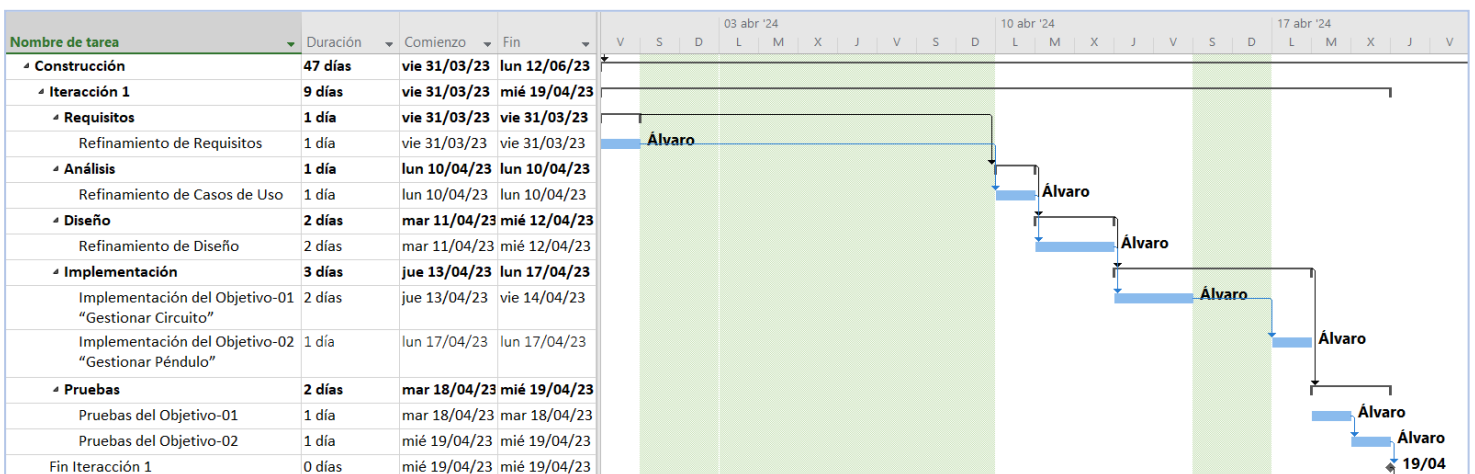 03 abr '24 10 abr '24 17 abr '24
Nombre de tarea Duración Comienzo Fin V S D L M X J V S D L M X J V S D L M X J V
Construcción 47 días vie 31/03/23 lun 12/06/23
Iteracción 1 9 días vie 31/03/23 mié 19/04/23
Requisitos 1 día vie 31/03/23 vie 31/03/23
Refinamiento de Requisitos 1 día vie 31/03/23 vie 31/03/23 Álvaro
Análisis 1 día lun 10/04/23 lun 10/04/23
Refinamiento de Casos de Uso 1 día lun 10/04/23 lun 10/04/23 Álvaro
Diseño 2 días mar 11/04/23 mié 12/04/23
Refinamiento de Diseño 2 días mar 11/04/23 mié 12/04/23 Álvaro
Implementación 3 días jue 13/04/23 lun 17/04/23
Implementación del Objetivo-01 2 días jue 13/04/23 vie 14/04/23 Álvaro
“Gestionar Circuito”
Implementación del Objetivo-02 1 día lun 17/04/23 lun 17/04/23 Álvaro
“Gestionar Péndulo”
Pruebas 2 días mar 18/04/23 mié 19/04/23
Pruebas del Objetivo-01 1 día mar 18/04/23 mar 18/04/23 Álvaro
Pruebas del Objetivo-02 1 día mié 19/04/23 mié 19/04/23 Álvaro
Fin Iteracción 1 0 días mié 19/04/23 mié 19/04/23 19/04